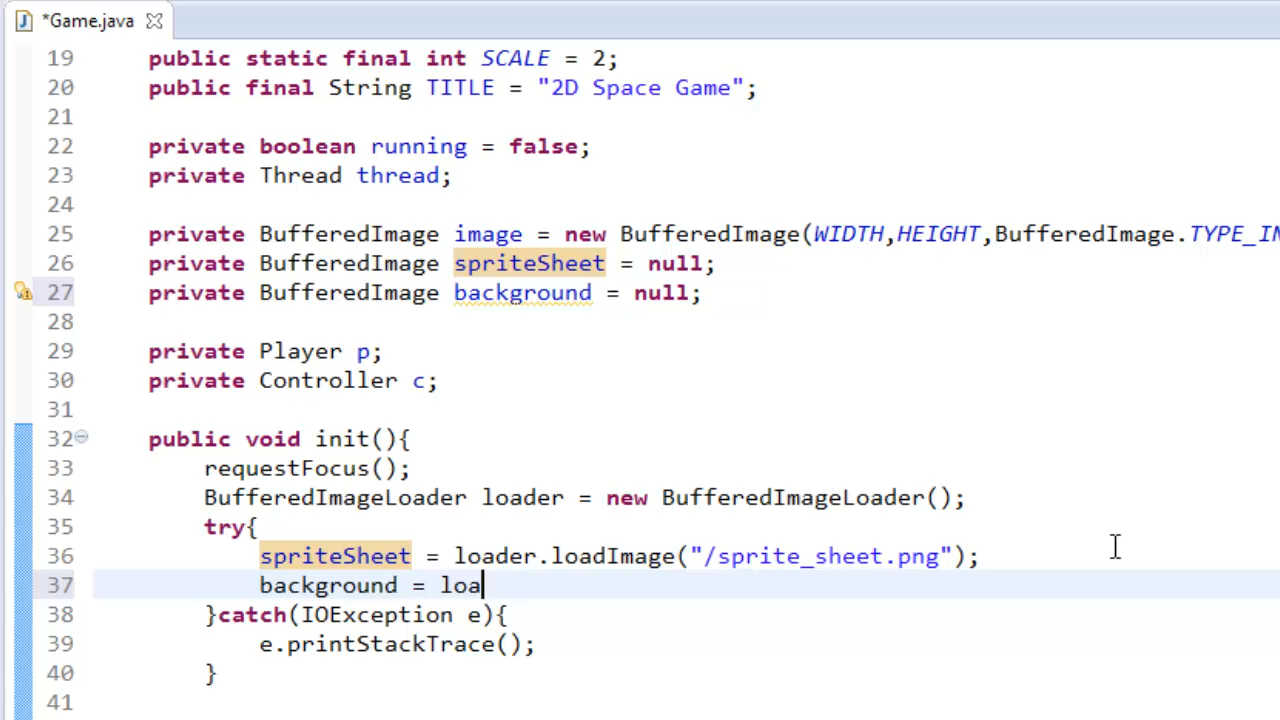 *Game.java
19 public static final int SCALE = 2;
20 public final String TITLE = "2D Space Game";
21
22 private boolean running = false;
23 private Thread thread;
24
25 private BufferedImage image = new BufferedImage(WIDTH,HEIGHT,BufferedImage.TYPE_IN
26 private BufferedImage spriteSheet = null;
27 private BufferedImage background = null;
28
29 private Player p;
30 private Controller c;
31
32 public void init(){
33 requestFocus();
34 BufferedImageLoader loader = new BufferedImageLoader();
35 try{
36 spriteSheet = loader.loadImage("/sprite_sheet.png");
37 background = loa
38 }catch(IOException e){
39 e.printStackTrace();
40 }
41